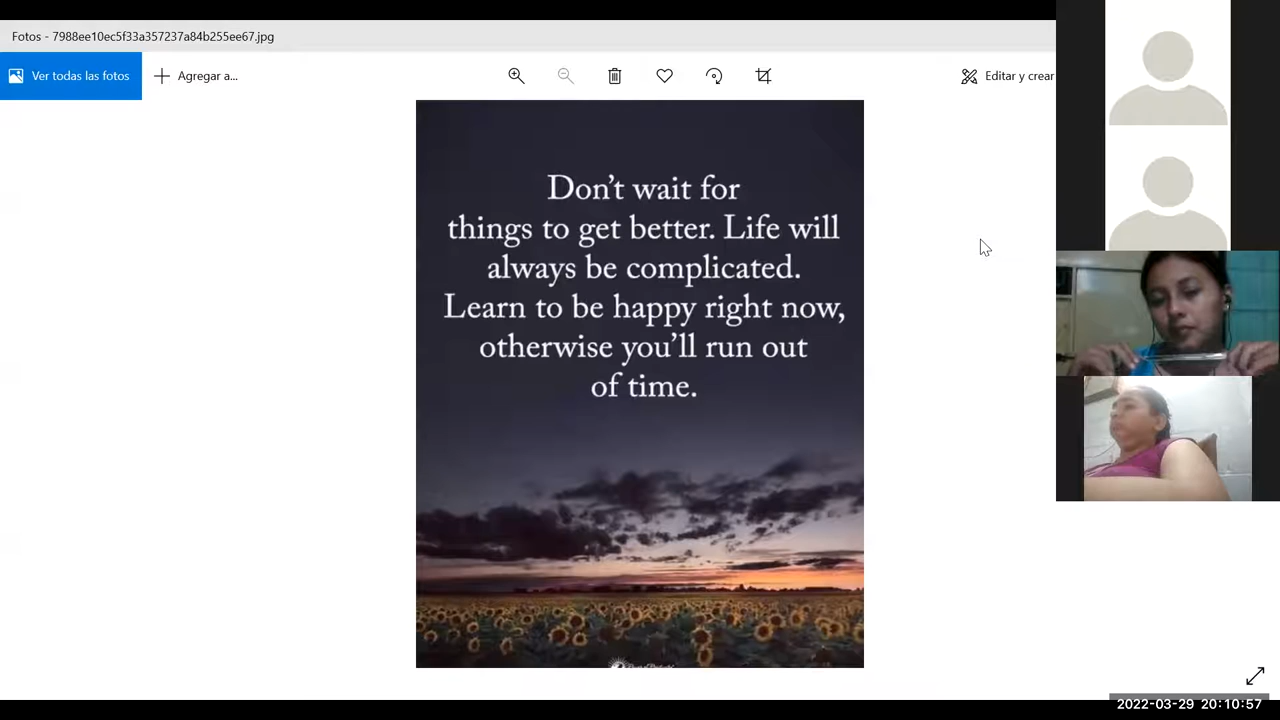 Fotos - 7988ee10ec5f33a357237a84b255ee67.jpg
Ver todas las fotos
Agregar a...
Editar y crear
Don't wait for
things to get better. Life will
always be complicated.
Learn to be happy right now,
otherwise you'll run out
of time.
2022-03-29 20:10:57